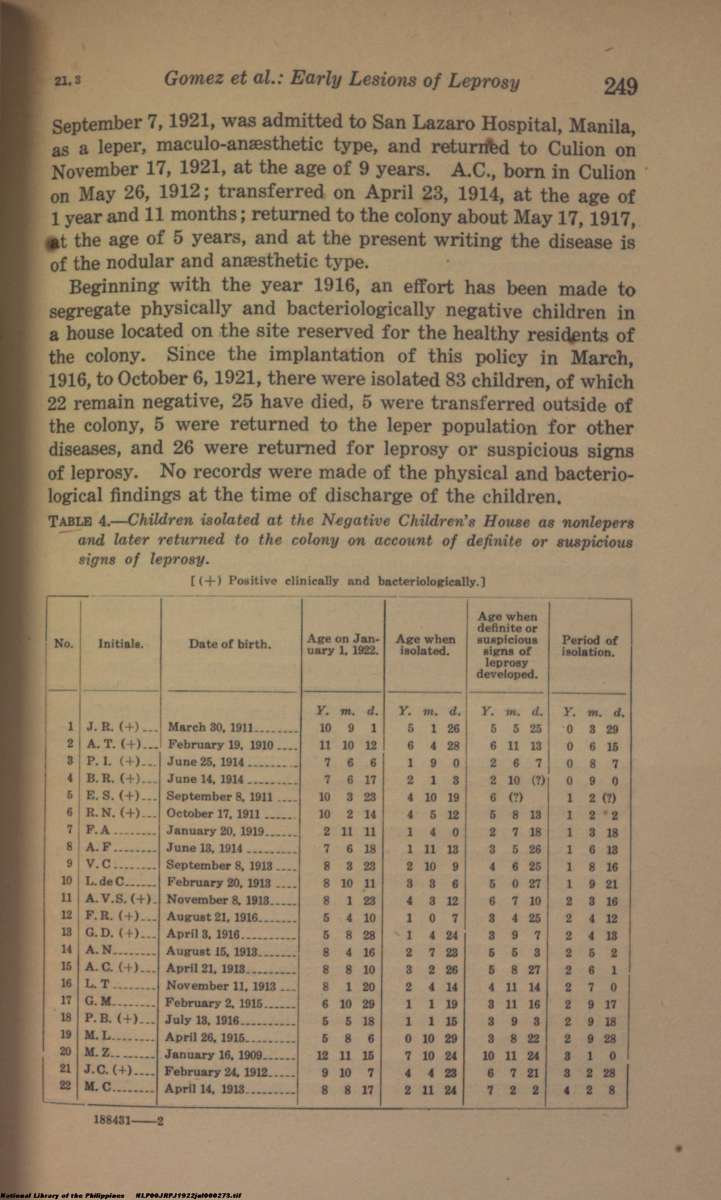 21, 3 Gomez et al.: Early Lesions of Leprosy 249
September 7, 1921, was admitted to San Lazaro Hospital, Manila,
as a leper, maculo-anæsthetic type, and returned to Culion on
November 17, 1921, at the age of 9 years. A.C., born in Culion
on May 26, 1912; transferred on April 23, 1914, at the age of
1 year and 11 months; returned to the colony about May 17, 1917,
at the age of 5 years, and at the present writing the disease is
of the nodular and anæsthetic type.
Beginning with the year 1916, an effort has been made to
segregate physically and bacteriologically negative children in
a house located on the site reserved for the healthy residents of
the colony. Since the implantation of this policy in March,
1916, to October 6, 1921, there were isolated 83 children, of which
22 remain negative, 25 have died, 5 were transferred outside of
the colony, 5 were returned to the leper population for other
diseases, and 26 were returned for leprosy or suspicious signs
of leprosy. No records were made of the physical and bacterio-
logical findings at the time of discharge of the children.
TABLE 4.—Children isolated at the Negative Children's House as nonlepers
and later returned to the colony on account of definite or suspicious
signs of leprosy.
[(+) Positive clinically and bacteriologically.]
No. Initials. Date of birth. Age on Jan-
uary 1, 1922. Age when
isolated. Age when
definite or
suspicious
signs of
leprosy
developed. Period of
isolation.
Y. m. d. Y. m. d. Y. m. d. Y. m. d.
1 J. R. (+) March 30, 1911 10 9 1 5 1 26 5 5 25 0 3 29
2 A. T. (+) February 19, 1910 11 10 12 6 4 28 6 11 13 0 6 15
3 P. I. (+) June 25, 1914 7 6 6 1 9 0 2 6 7 0 8 7
4 B. R. (+) June 14, 1914 7 6 17 2 1 3 2 10 (?) 0 9 0
5 E. S. (+) September 8, 1911 10 3 23 4 10 19 6 (?) 1 2 (?)
6 R. N. (+) October 17, 1911 10 2 14 4 5 12 5 8 13 1 2 2
7 F. A January 20, 1919 2 11 11 1 4 0 2 7 18 1 3 18
8 A. F June 13, 1914 7 6 18 1 11 13 3 5 26 1 6 13
9 V. C September 8, 1913 8 3 23 2 10 9 4 6 25 1 8 16
10 L. de C February 20, 1913 8 10 11 3 3 6 5 0 27 1 9 21
11 A. V. S. (+) November 8, 1913 8 1 23 4 3 12 6 7 10 2 3 16
12 F. R. (+) August 21, 1916 5 4 10 1 0 7 3 4 25 2 4 12
13 G. D. (+) April 3, 1916 5 8 28 1 4 24 3 9 7 2 4 13
14 A. N August 15, 1913 8 4 16 2 7 23 5 5 3 2 5 2
15 A. C. (+) April 21, 1913 8 8 10 3 2 26 5 8 27 2 6 1
16 L. T November 11, 1913 8 1 20 2 4 14 4 11 14 2 7 0
17 G. M February 2, 1915 6 10 29 1 1 19 3 11 16 2 9 17
18 P. B. (+) July 13, 1916 5 5 18 1 1 15 3 9 3 2 9 18
19 M. L April 26, 1915 5 8 6 0 10 29 3 8 22 2 9 28
20 M. Z January 16, 1909 12 11 15 7 10 24 10 11 24 3 1 0
21 J. C. (+) February 24, 1912 9 10 7 4 4 23 6 7 21 3 2 28
22 M. C April 14, 1913 8 8 17 2 11 24 7 2 2 4 2 8
188431——2
National Library of the Philippines NLP00JRPJ1922jal000273.tif